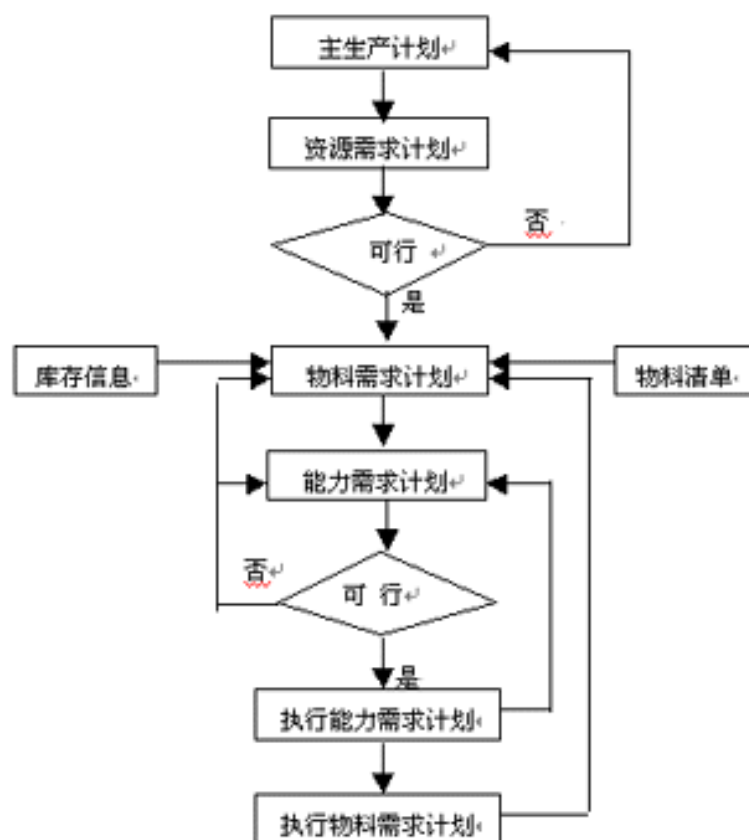 主生产计划
资源需求计划
否
可行
是
库存信息
物料需求计划
物料清单
能力需求计划
否
可 行
是
执行能力需求计划
执行物料需求计划